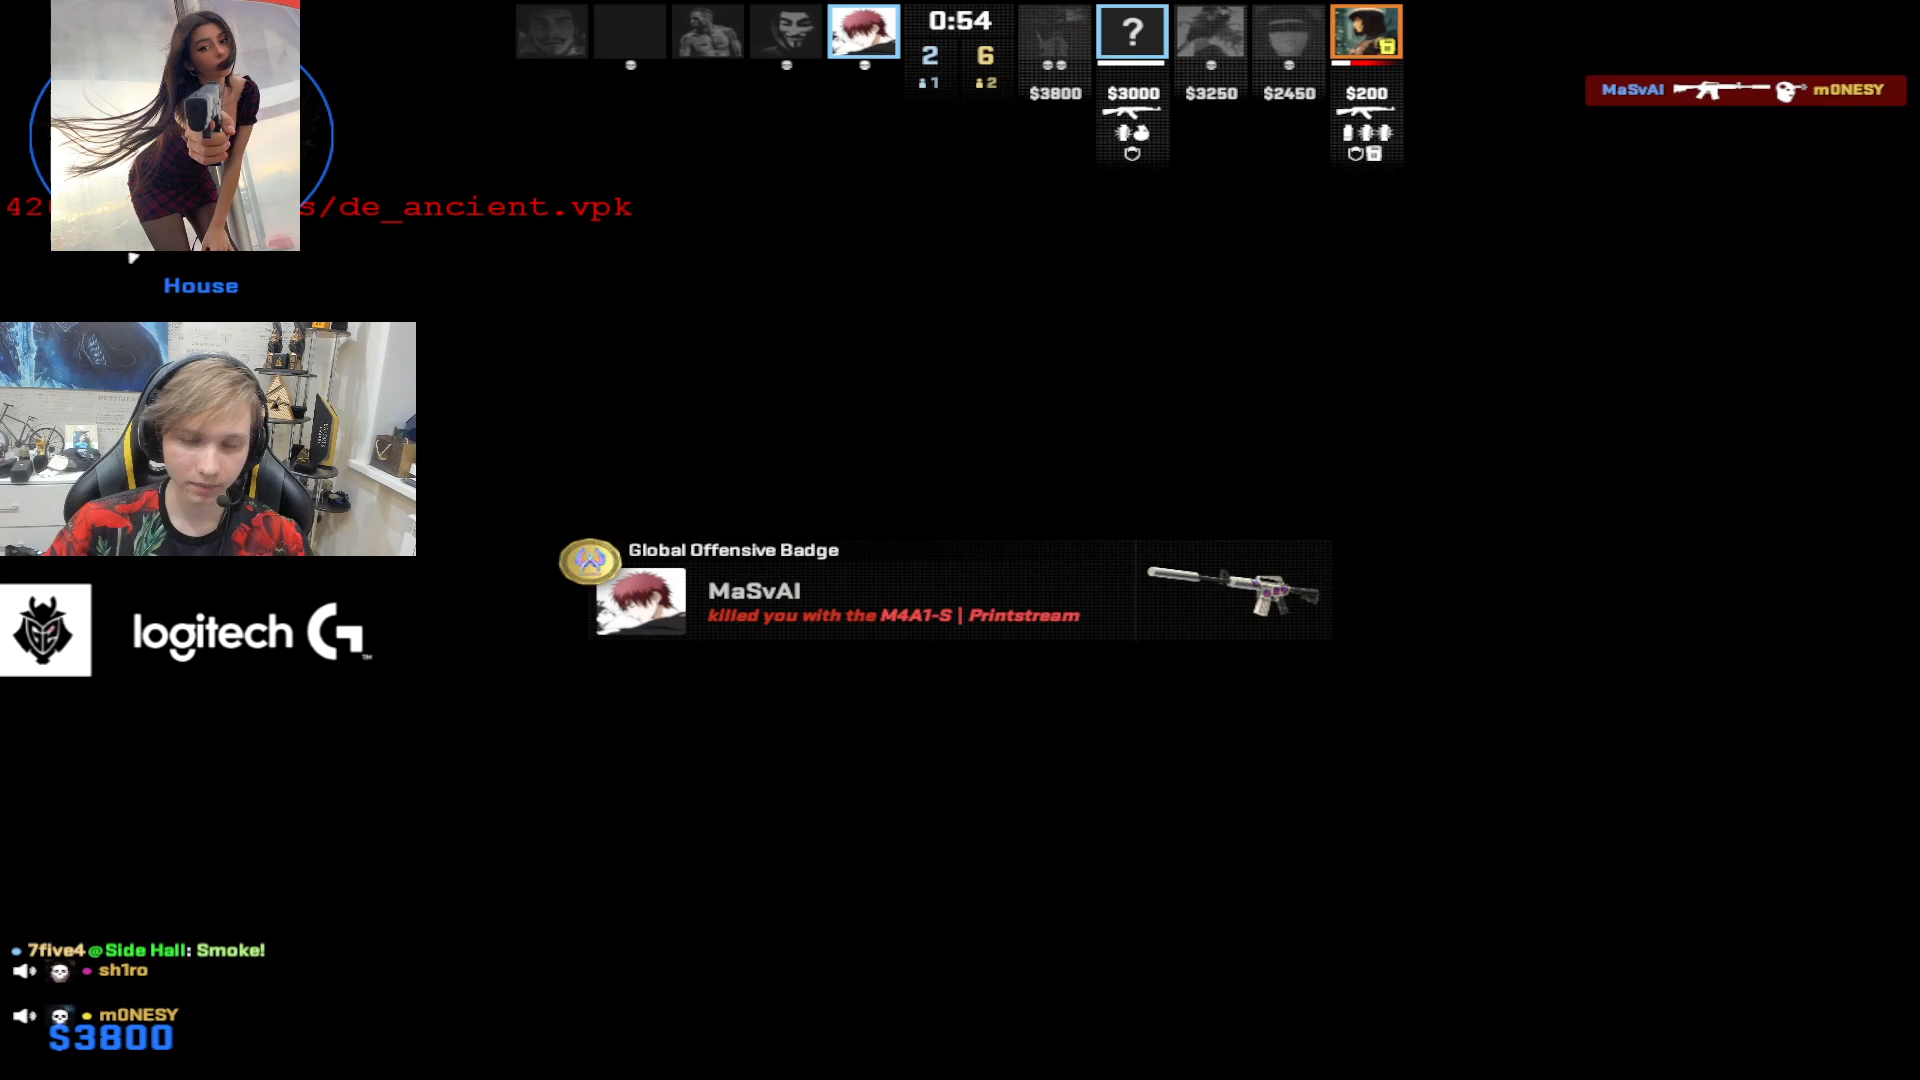 0:54
2 6
1 2
?
$3800 $3000 $3250 $2450 $200
MaSvAl m0NESY
42
s/de_ancient.vpk
House
logitech G
TM
Global Offensive Badge
MaSvAl
killed you with the M4A1-S | Printstream
7five4@Side Hall: Smoke!
sh1ro
m0NESY
$3800